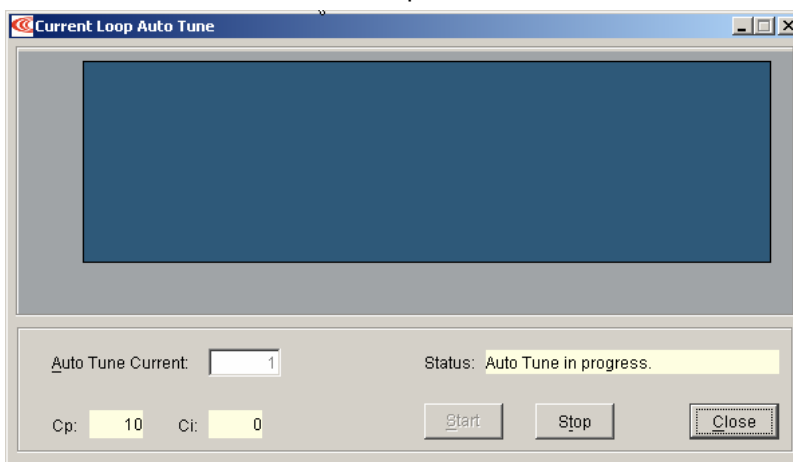 Current Loop Auto Tune
Auto Tune Current: 1 Status: Auto Tune in progress.
Cp: 10 Ci: 0 Start Stop Close